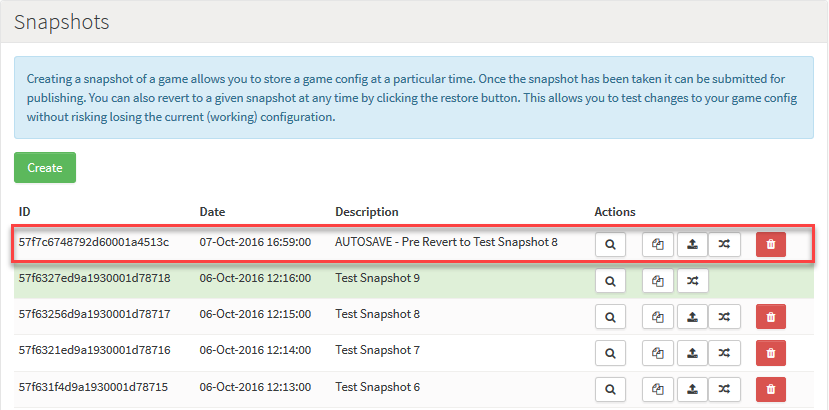 Snapshots
Creating a snapshot of a game allows you to store a game config at a particular time. Once the snapshot has been taken it can be submitted for
publishing. You can also revert to a given snapshot at any time by clicking the restore button. This allows you to test changes to your game config
without risking losing the current (working) configuration.
Create
ID Date Description Actions
57f7c6748792d60001a4513c 07-Oct-2016 16:59:00 AUTOSAVE - Pre Revert to Test Snapshot 8
57f6327ed9a1930001d78718 06-Oct-2016 12:16:00 Test Snapshot 9
57f63256d9a1930001d78717 06-Oct-2016 12:15:00 Test Snapshot 8
57f6321ed9a1930001d78716 06-Oct-2016 12:14:00 Test Snapshot 7
57f631f4d9a1930001d78715 06-Oct-2016 12:13:00 Test Snapshot 6